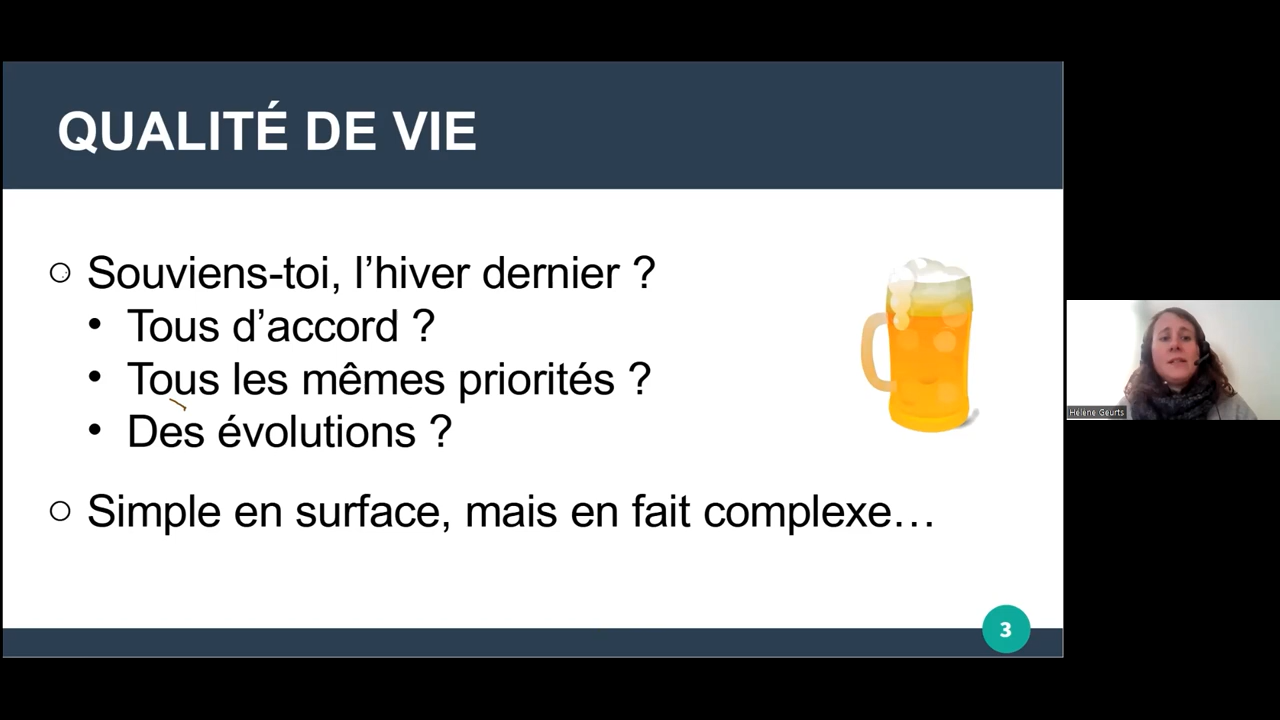 QUALITÉ DE VIE
Souviens-toi, l’hiver dernier ?
Tous d’accord ?
Tous les mêmes priorités ?
Des évolutions ?
Simple en surface, mais en fait complexe…
3
Hélène Geurts